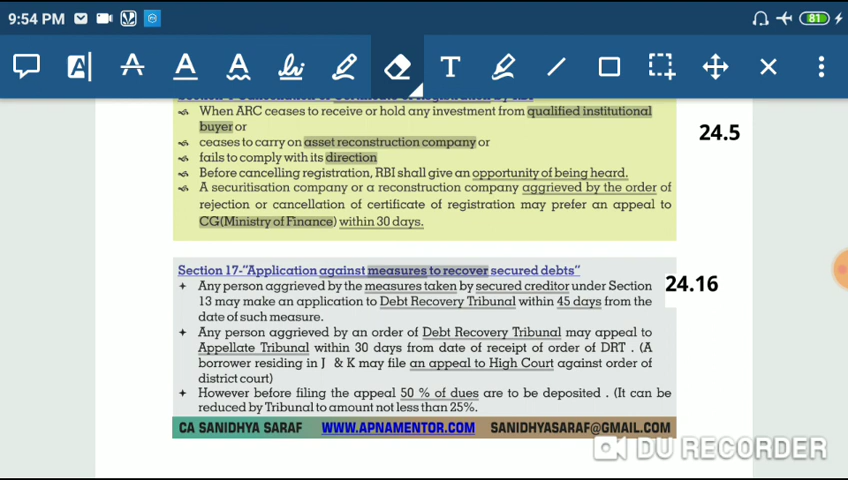 9:54 PM
81
A
A
A
A
T
When ARC ceases to receive or hold any investment from qualified institutional
buyer or
24.5
ceases to carry on asset reconstruction company or
fails to comply with its direction
Before cancelling registration, RBI shall give an opportunity of being heard.
A securitisation company or a reconstruction company aggrieved by the order of
rejection or cancellation of certificate of registration may prefer an appeal to
CG(Ministry of Finance) within 30 days.
Section 17-"Application against measures to recover secured debts"
Any person aggrieved by the measures taken by secured creditor under Section
24.16
13 may make an application to Debt Recovery Tribunal within 45 days from the
date of such measure.
Any person aggrieved by an order of Debt Recovery Tribunal may appeal to
Appellate Tribunal within 30 days from date of receipt of order of DRT . (A
borrower residing in J & K may file an appeal to High Court against order of
district court)
However before filing the appeal 50 % of dues are to be deposited . (It can be
reduced by Tribunal to amount not less than 25%.
CA SANIDHYA SARAF WWW.APNAMENTOR.COM SANIDHYASARAF@GMAIL.COM
DU RECORDER